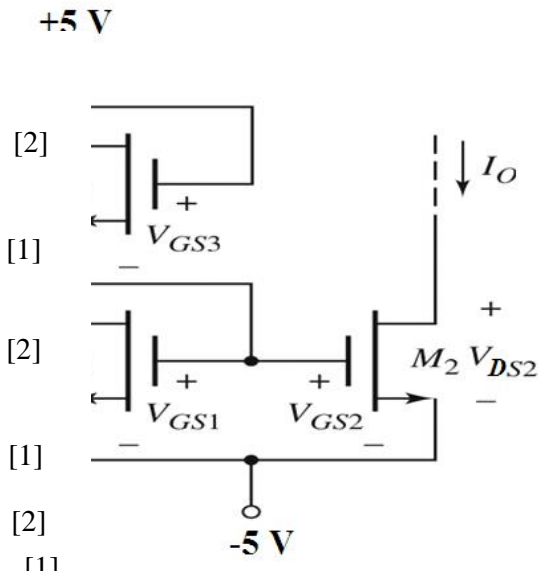 +5 V
[2]
I_O
+
V_GS3
−
[1]
[2]
+
M_2 V_DS2
−
+
V_GS1
−
+
V_GS2
−
[1]
[2]
-5 V
[1]